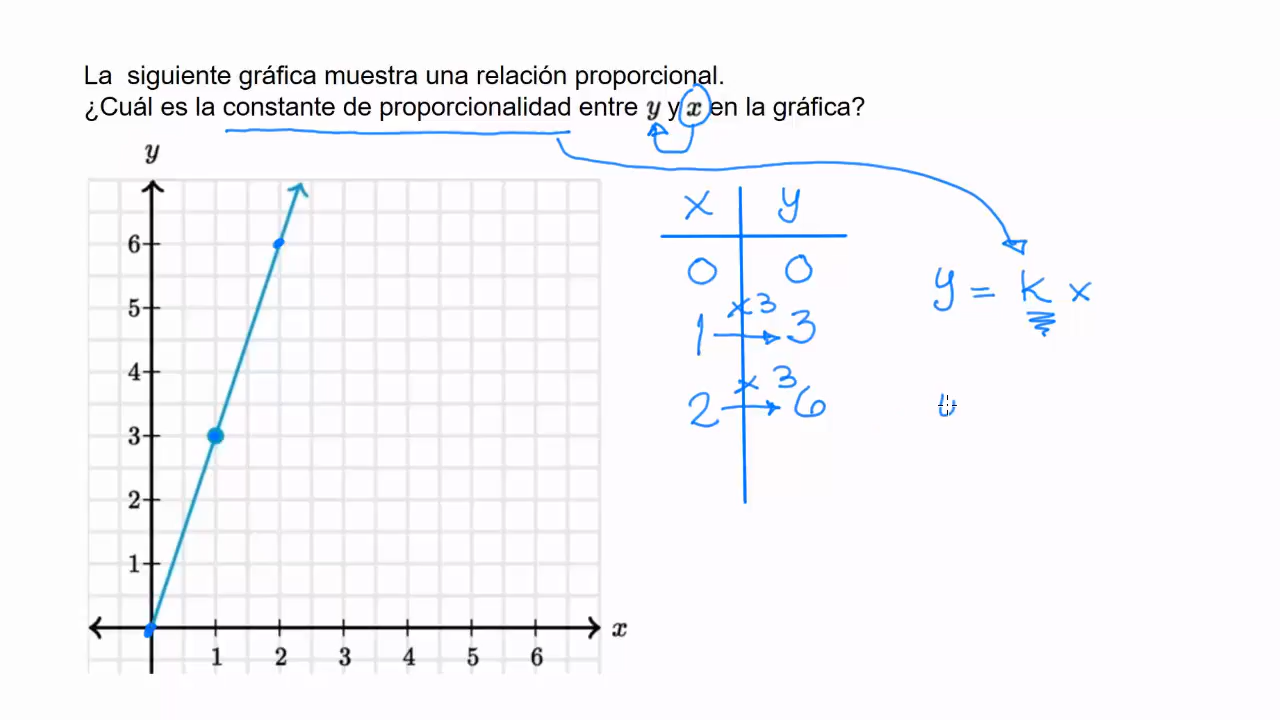 La siguiente gráfica muestra una relación proporcional.
¿Cuál es la constante de proporcionalidad entre y y x en la gráfica?
y
x y
6
0 0
5
y = k x
x3
1 3
4
x 3
2 6
3
2
1
x
1 2 3 4 5 6